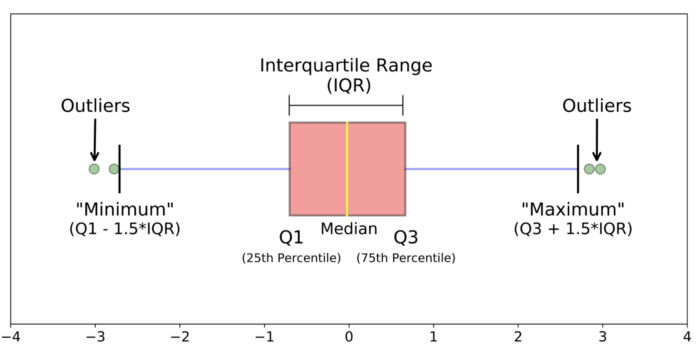 Interquartile Range
(IQR)
Outliers
Outliers
"Minimum"
(Q1 - 1.5*IQR)
"Maximum"
(Q3 + 1.5*IQR)
Median
Q1
Q3
(25th Percentile)
(75th Percentile)
−4
−3
−2
−1
0
1
2
3
4